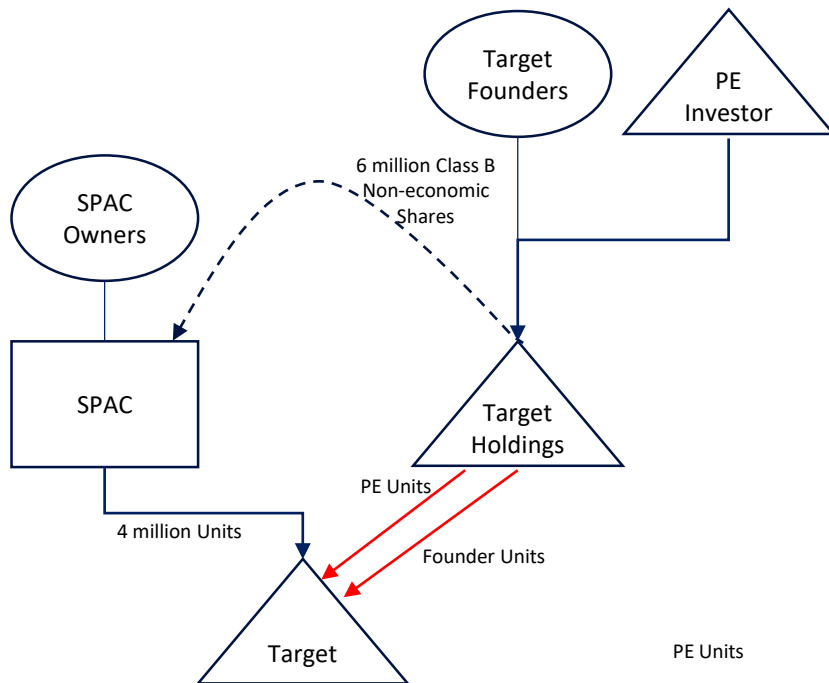 Target
Founders
PE
Investor
6 million Class B
Non-economic
Shares
SPAC
Owners
SPAC
Target
Holdings
PE Units
4 million Units
Founder Units
Target
PE Units